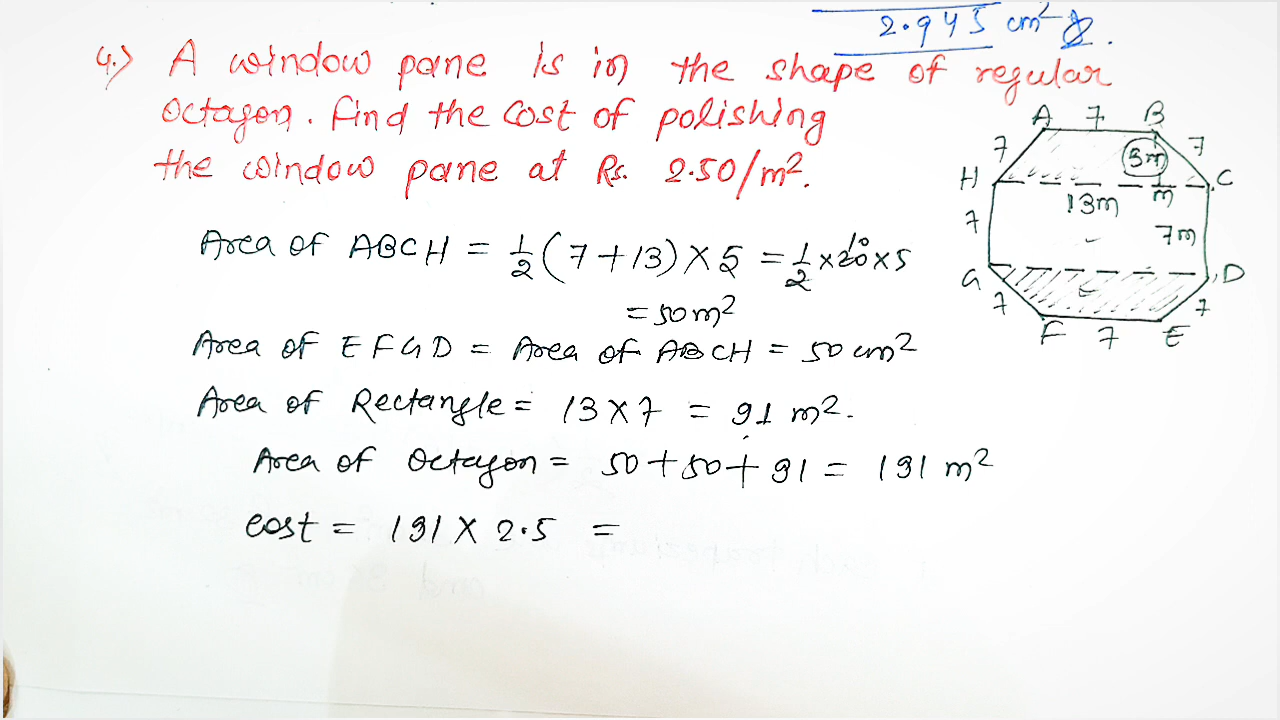 2.945 cm²
4.) A window pane is in the shape of regular
octagon. Find the cost of polishing
the window pane at Rs. 2.50/m².
A 7 B
7 5m 7
H 13m m C
7 7m
G D
7 7
F 7 E
Area of ABCH = 1/2 (7+13) X 5 = 1/2 x 20 10 x 5
= 50 m²
Area of EFGD = Area of ABCH = 50 cm²
Area of Rectangle = 13 X 7 = 91 m².
Area of Octagon = 50 + 50 + 91 = 191 m²
cost = 191 X 2.5 =